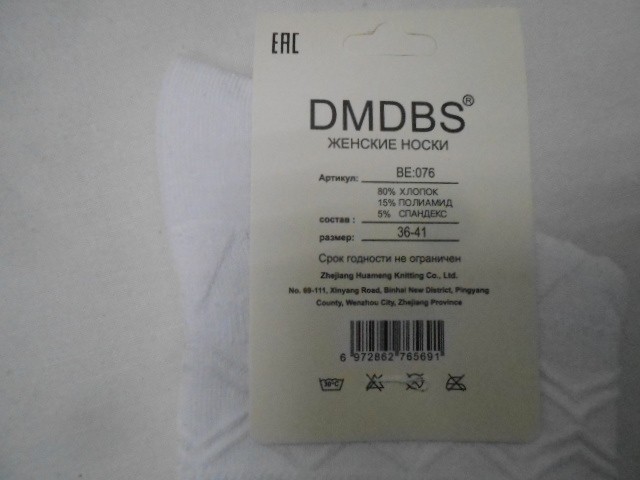 EAC
DMDBS®
ЖЕНСКИЕ НОСКИ
Артикул: BE:076
80% ХЛОПОК
15% ПОЛИАМИД
состав : 5% СПАНДЕКС
размер: 36-41
Срок годности не ограничен
Zhejiang Huameng Knitting Co., Ltd.
No. 69-111, Xinyang Road, Binhai New District, Pingyang
County, Wenzhou City, Zhejiang Province
6 972862 765691